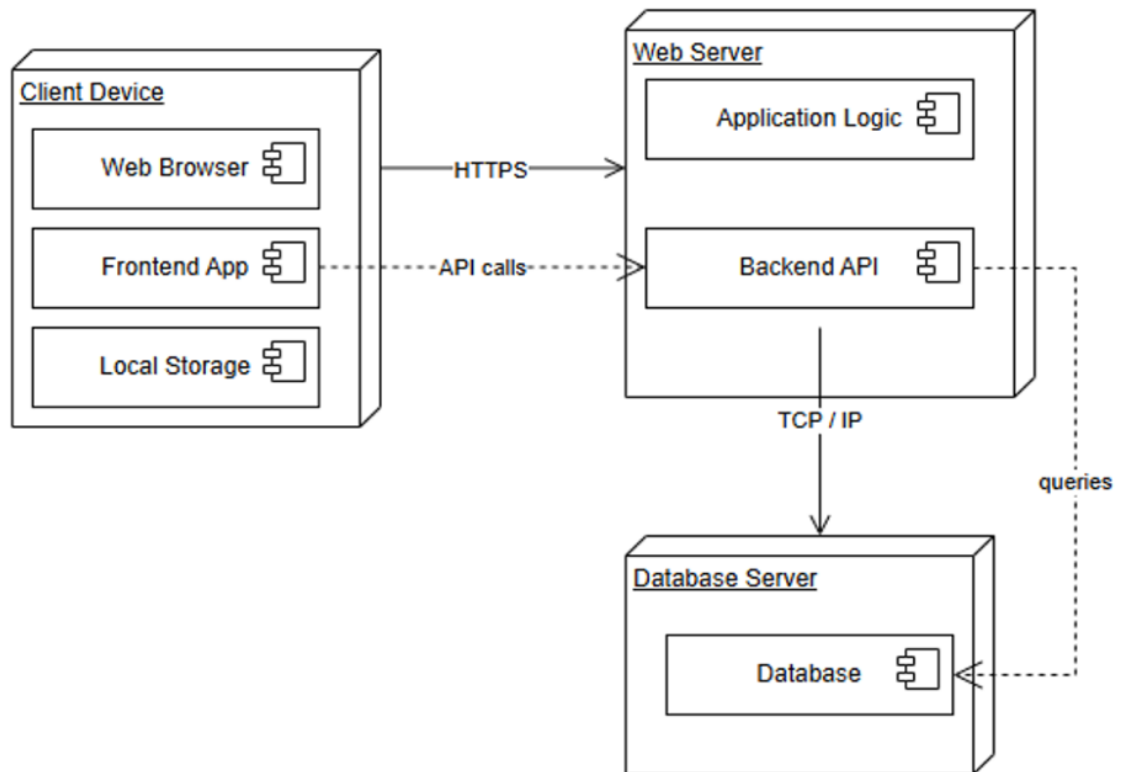 Client Device
Web Browser
Frontend App
Local Storage
HTTPS
API calls
Web Server
Application Logic
Backend API
TCP / IP
queries
Database Server
Database